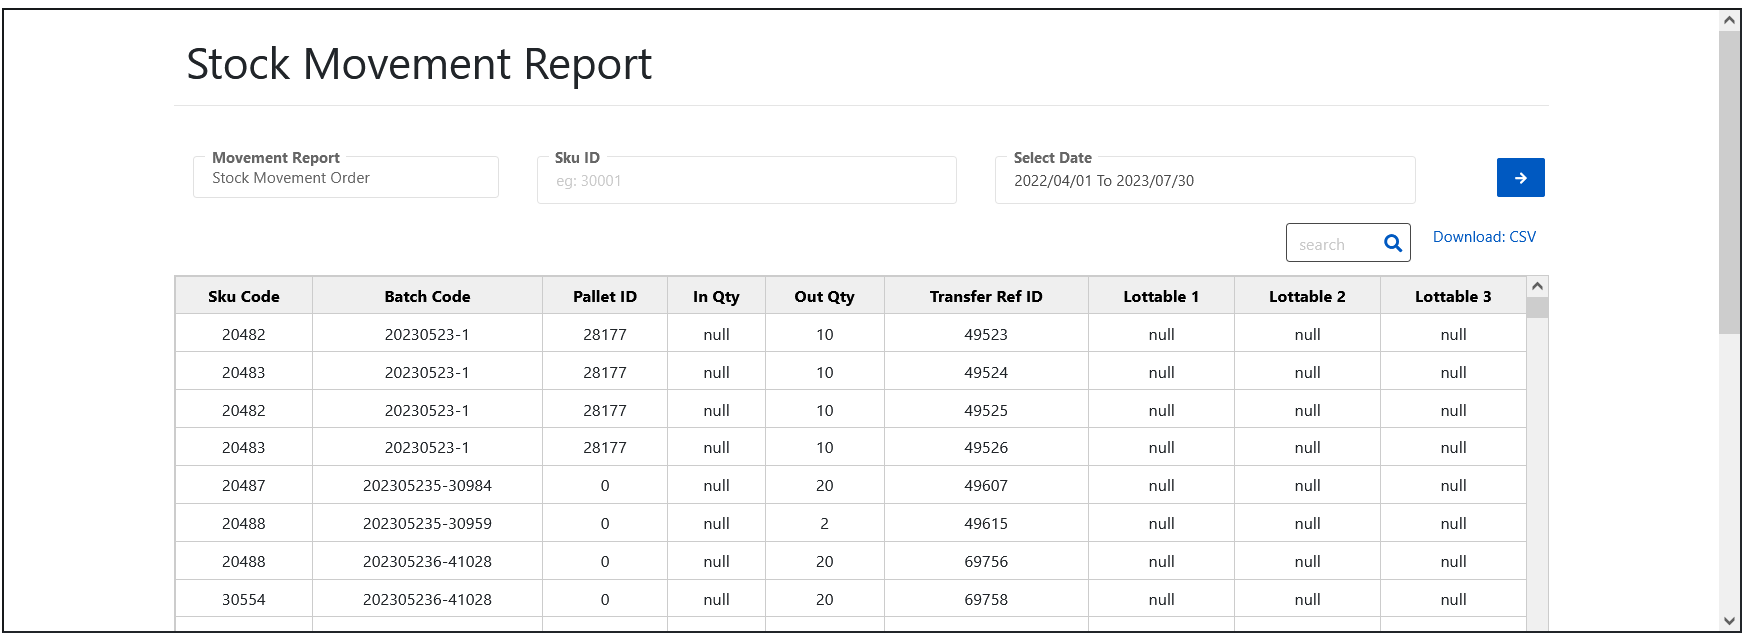 Stock Movement Report
Movement Report
Stock Movement Order
Sku ID
eg: 30001
Select Date
2022/04/01 To 2023/07/30
search
Download: CSV
Sku Code Batch Code Pallet ID In Qty Out Qty Transfer Ref ID Lottable 1 Lottable 2 Lottable 3
20482 20230523-1 28177 null 10 49523 null null null
20483 20230523-1 28177 null 10 49524 null null null
20482 20230523-1 28177 null 10 49525 null null null
20483 20230523-1 28177 null 10 49526 null null null
20487 202305235-30984 0 null 20 49607 null null null
20488 202305235-30959 0 null 2 49615 null null null
20488 202305236-41028 0 null 20 69756 null null null
30554 202305236-41028 0 null 20 69758 null null null